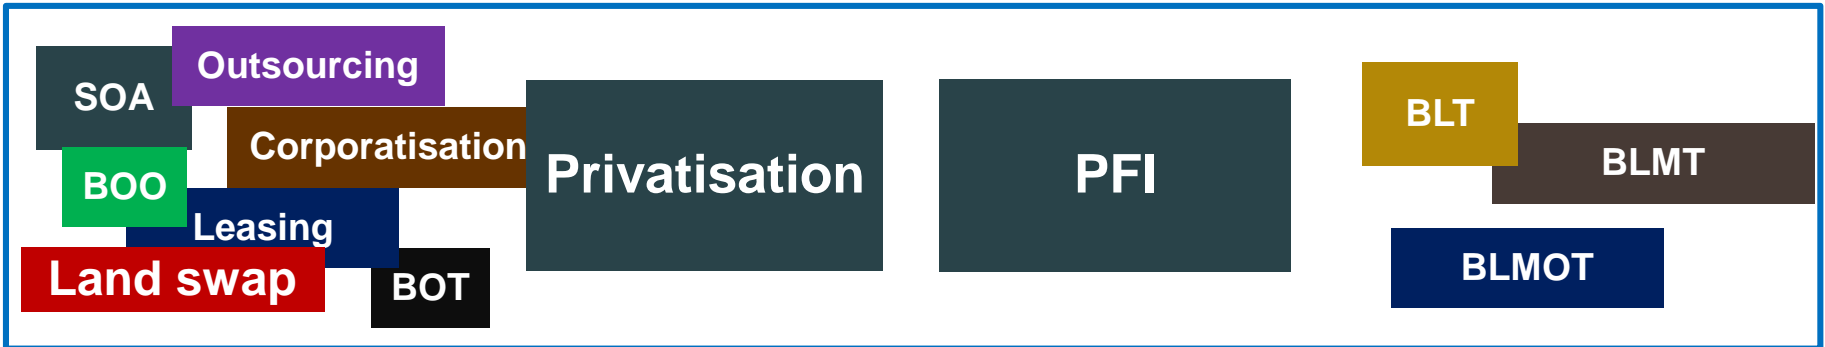 SOA
Outsourcing
Corporatisation
BOO
Leasing
Land swap
BOT
Privatisation
PFI
BLT
BLMT
BLMOT